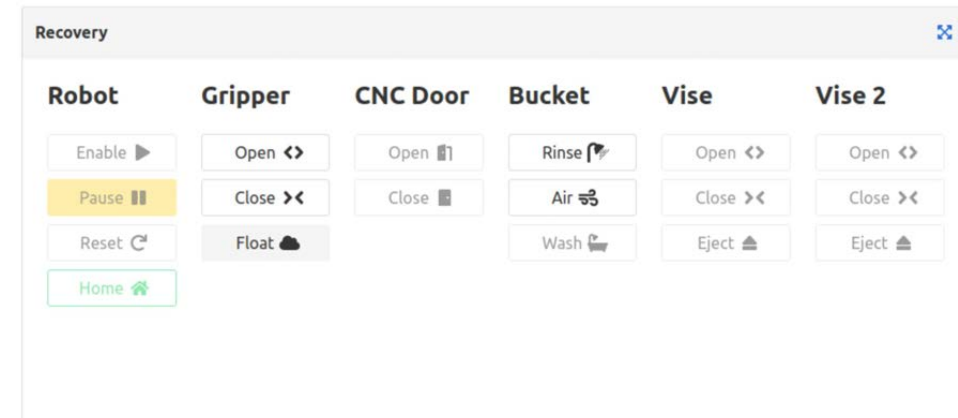 Recovery
Robot Gripper CNC Door Bucket Vise Vise 2
Enable Open Open Rinse Open Open
Pause Close Close Air Close Close
Reset Float Wash Eject Eject
Home